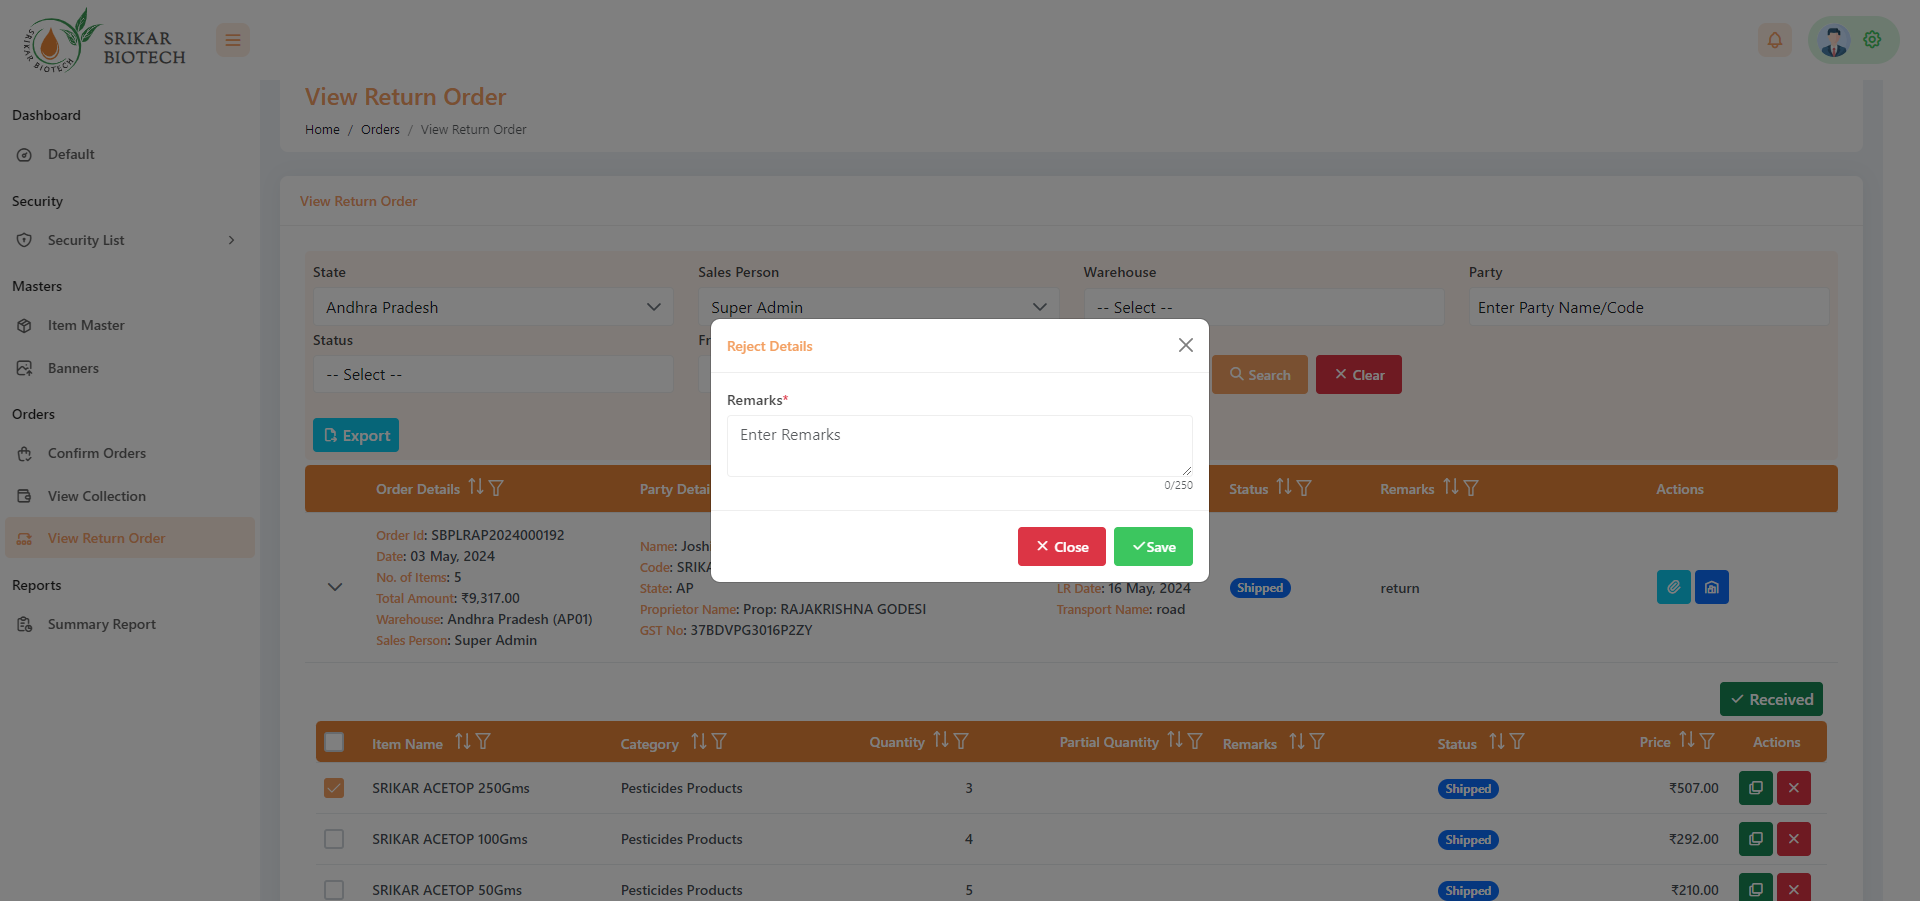 SRIKAR BIOTECH
SRIKAR
BIOTECH
Dashboard
Default
Security
Security List
Masters
Item Master
Banners
Orders
Confirm Orders
View Collection
View Return Order
Reports
Summary Report
View Return Order
Home / Orders / View Return Order
View Return Order
State Sales Person Warehouse Party
Andhra Pradesh Super Admin -- Select -- Enter Party Name/Code
Status Fr
-- Select -- Search Clear
Export
Reject Details
Remarks*
Enter Remarks
0/250
Close Save
Order Details Party Detai Status Remarks Actions
Order Id: SBPLRAP2024000192
Date: 03 May, 2024
No. of Items: 5
Total Amount: ₹9,317.00
Warehouse: Andhra Pradesh (AP01)
Sales Person: Super Admin
Name: Josh
Code: SRIKA
State: AP
Proprietor Name: Prop: RAJAKRISHNA GODESI
GST No: 37BDVPG3016P2ZY
LR Date: 16 May, 2024
Transport Name: road
Shipped
return
Received
Item Name Category Quantity Partial Quantity Remarks Status Price Actions
SRIKAR ACETOP 250Gms Pesticides Products 3 Shipped ₹507.00
SRIKAR ACETOP 100Gms Pesticides Products 4 Shipped ₹292.00
SRIKAR ACETOP 50Gms Pesticides Products 5 Shipped ₹210.00